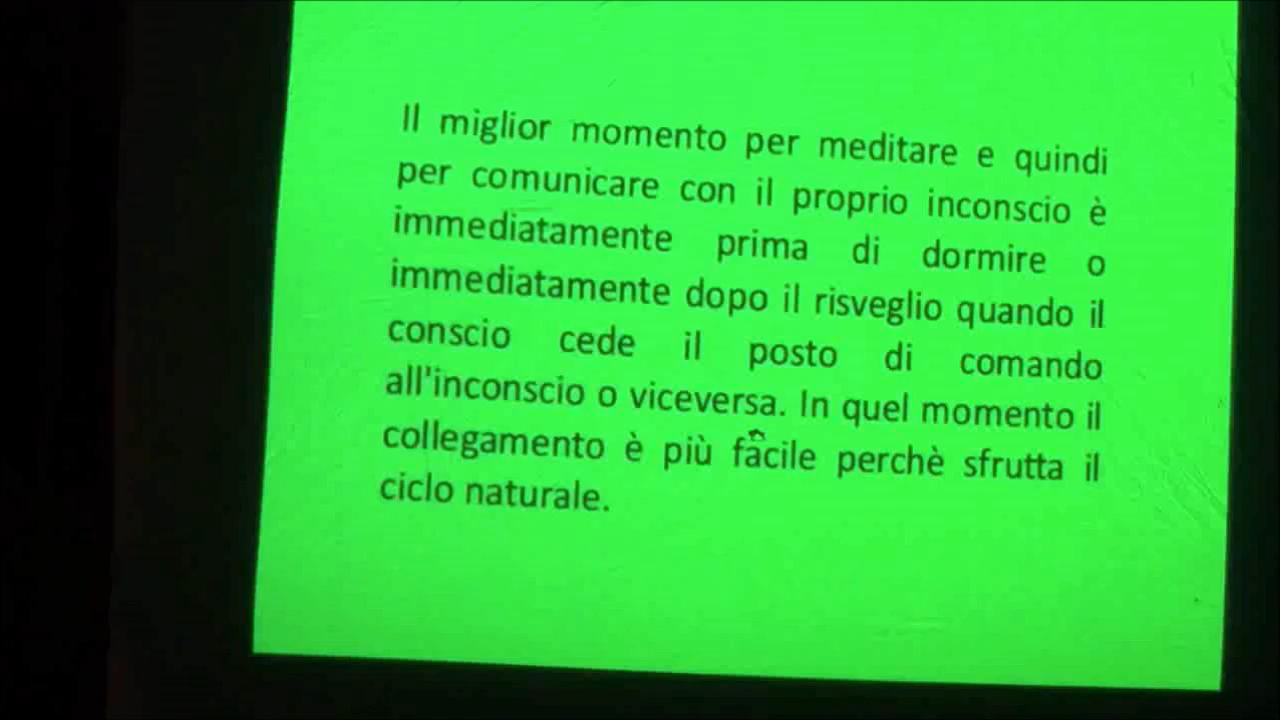 Il miglior momento per meditare e quindi
per comunicare con il proprio inconscio è
immediatamente prima di dormire o
immediatamente dopo il risveglio quando il
conscio cede il posto di comando
all'inconscio o viceversa. In quel momento il
collegamento è più facile perchè sfrutta il
ciclo naturale.